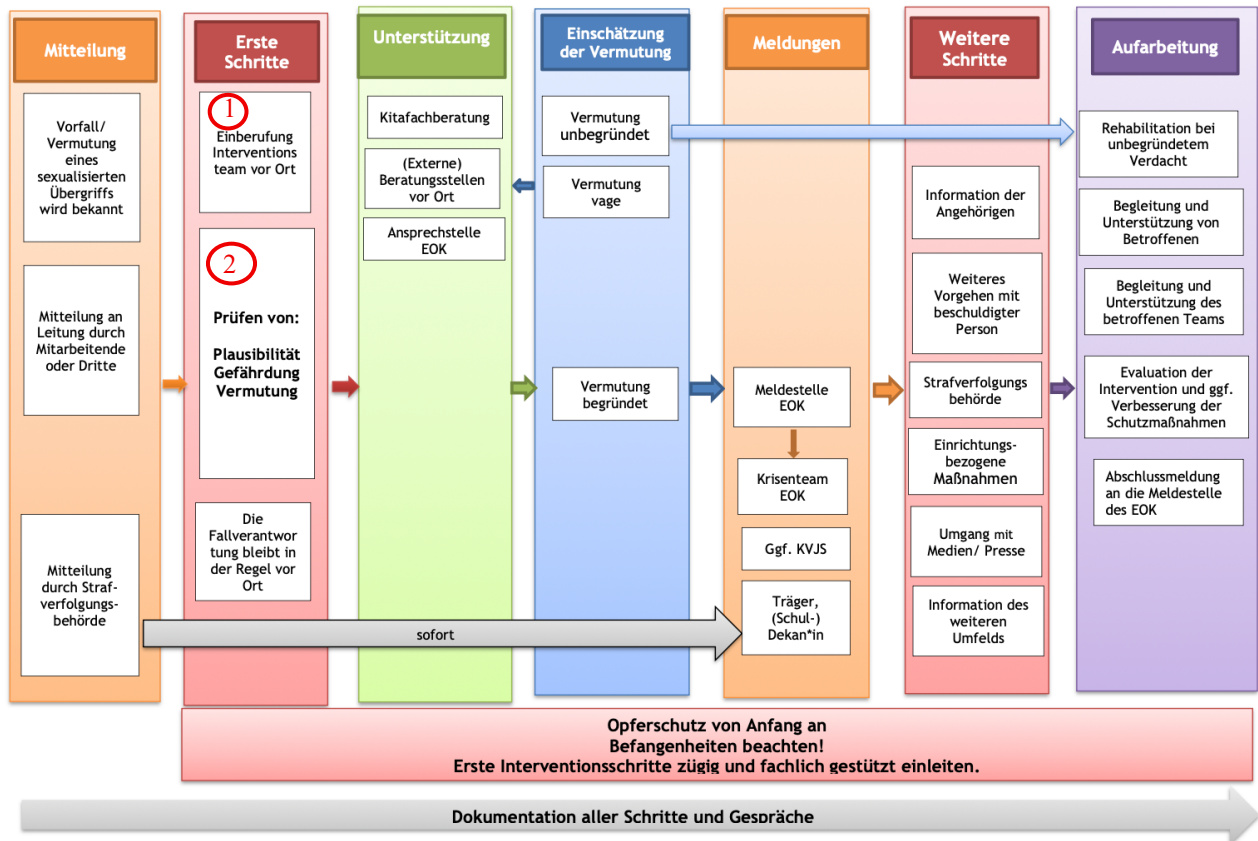 Mitteilung
Vorfall/
Vermutung
eines
sexualisierten
Übergriffs
wird bekannt
Mitteilung an
Leitung durch
Mitarbeitende
oder Dritte
Mitteilung
durch Straf-
verfolgungs-
behörde
Erste
Schritte
1
Einberufung
Interventions
team vor Ort
2
Prüfen von:
Plausibilität
Gefährdung
Vermutung
Die
Fallverantwor
tung bleibt in
der Regel vor
Ort
Unterstützung
Kitafachberatung
(Externe)
Beratungsstellen
vor Ort
Ansprechstelle
EOK
Einschätzung
der Vermutung
Vermutung
unbegründet
Vermutung
vage
Vermutung
begründet
Meldungen
Meldestelle
EOK
Krisenteam
EOK
Ggf. KVJS
Träger,
(Schul-)
Dekan*in
sofort
Weitere
Schritte
Information der
Angehörigen
Weiteres
Vorgehen mit
beschuldigter
Person
Strafverfolgungs
behörde
Einrichtungs-
bezogene
Maßnahmen
Umgang mit
Medien/ Presse
Information des
weiteren
Umfelds
Aufarbeitung
Rehabilitation bei
unbegründetem
Verdacht
Begleitung und
Unterstützung von
Betroffenen
Begleitung und
Unterstützung des
betroffenen Teams
Evaluation der
Intervention und ggf.
Verbesserung der
Schutzmaßnahmen
Abschlussmeldung
an die Meldestelle
des EOK
Opferschutz von Anfang an
Befangenheiten beachten!
Erste Interventionsschritte zügig und fachlich gestützt einleiten.
Dokumentation aller Schritte und Gespräche